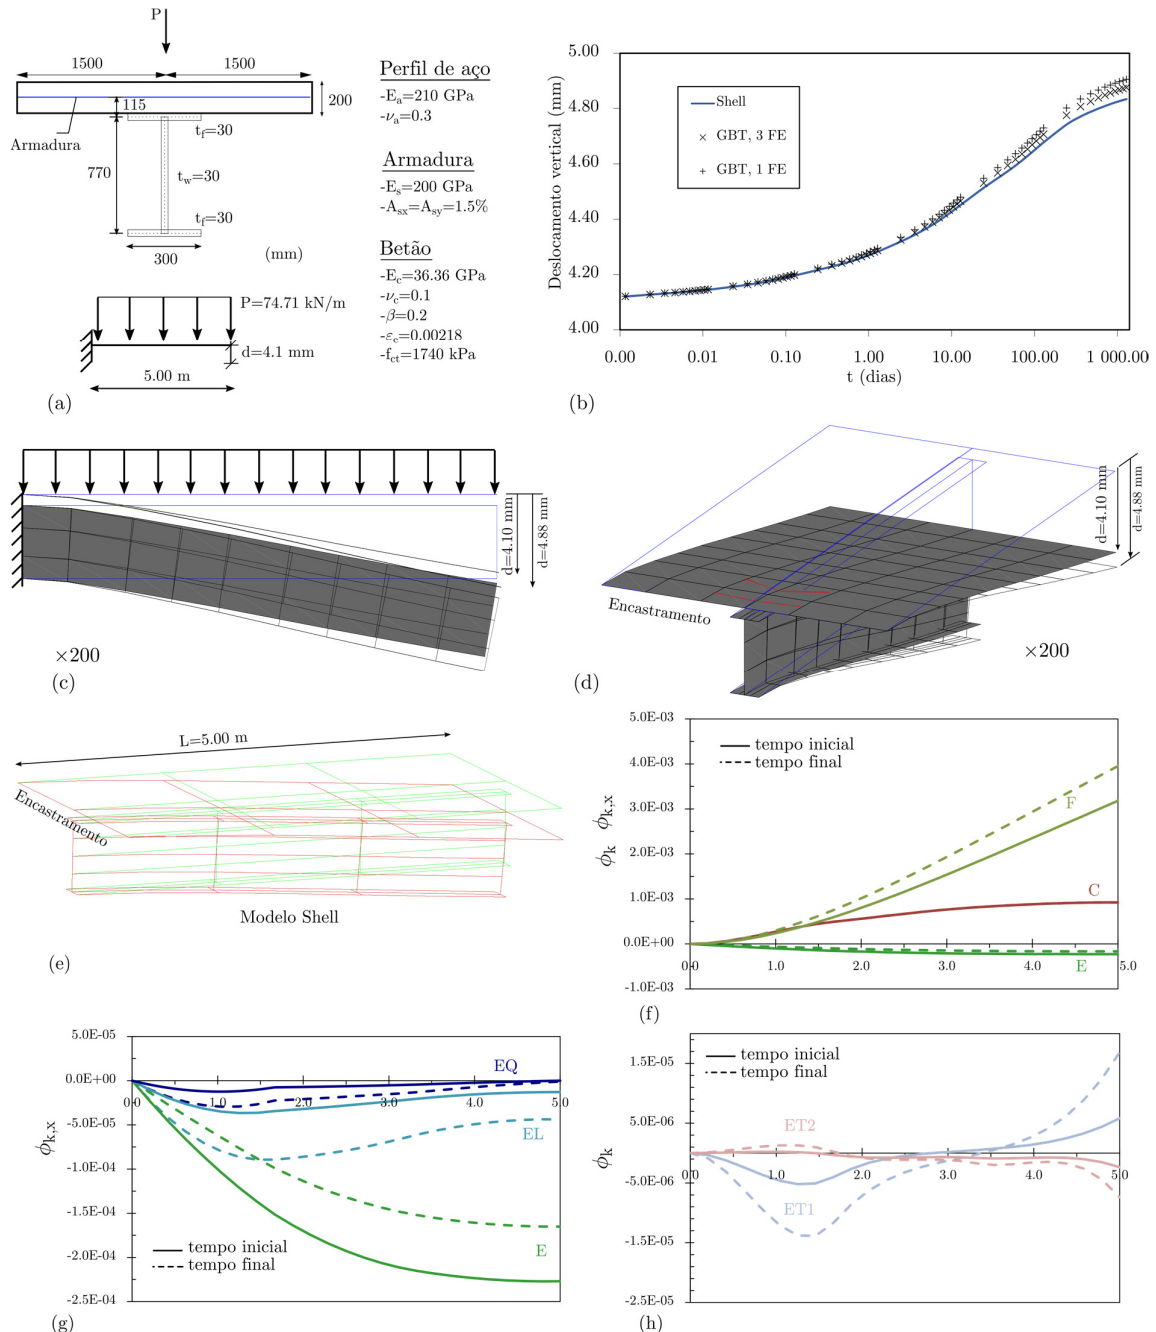 P
1500
1500
200
115
Armadura
t_f=30
770
t_w=30
t_f=30
300
(mm)
Perfil de aço
-E_a=210 GPa
-ν_a=0.3
Armadura
-E_s=200 GPa
-A_sx=A_sy=1.5%
Betão
-E_c=36.36 GPa
-ν_c=0.1
-β=0.2
-ε_c=0.00218
-f_ct=1740 kPa
P=74.71 kN/m
d=4.1 mm
5.00 m
(a)
Deslocamento vertical (mm)
5.00
4.80
4.60
4.40
4.20
4.00
Shell
GBT, 3 FE
GBT, 1 FE
0.00
0.01
0.10
1.00
10.00
100.00
1 000.00
t (dias)
(b)
d=4.10 mm
d=4.88 mm
×200
(c)
d=4.10 mm
d=4.88 mm
Encastramento
×200
(d)
L=5.00 m
Encastramento
Modelo Shell
(e)
5.0E-03
4.0E-03
3.0E-03
2.0E-03
1.0E-03
0.0E+00
-1.0E-03
ϕ_k ϕ_k,x
tempo inicial
tempo final
F
C
E
0.0
1.0
2.0
3.0
4.0
5.0
(f)
5.0E-05
0.0E+00
-5.0E-05
-1.0E-04
-1.5E-04
-2.0E-04
-2.5E-04
ϕ_k,x
EQ
EL
E
0.0
1.0
2.0
3.0
4.0
5.0
tempo inicial
tempo final
(g)
1.5E-05
5.0E-06
-5.0E-06
-1.5E-05
-2.5E-05
ϕ_k
tempo inicial
tempo final
ET2
ET1
0.0
1.0
2.0
3.0
4.0
5.0
(h)